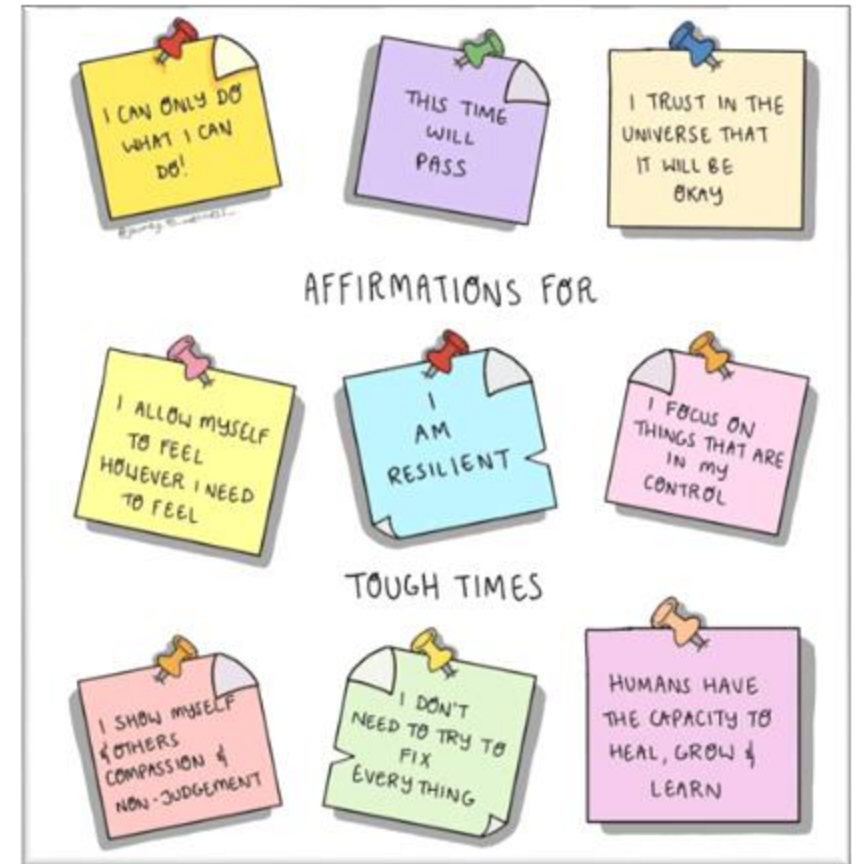 I CAN ONLY DO
WHAT I CAN
DO!
THIS TIME
WILL
PASS
I TRUST IN THE
UNIVERSE THAT
IT WILL BE
OKAY
AFFIRMATIONS FOR
I ALLOW MYSELF
TO FEEL
HOWEVER I NEED
TO FEEL
I
AM
RESILIENT
I FOCUS ON
THINGS THAT ARE
IN MY
CONTROL
TOUGH TIMES
I SHOW MYSELF
& OTHERS
COMPASSION &
NON-JUDGEMENT
I DON'T
NEED TO TRY TO
FIX
EVERYTHING
HUMANS HAVE
THE CAPACITY TO
HEAL, GROW &
LEARN